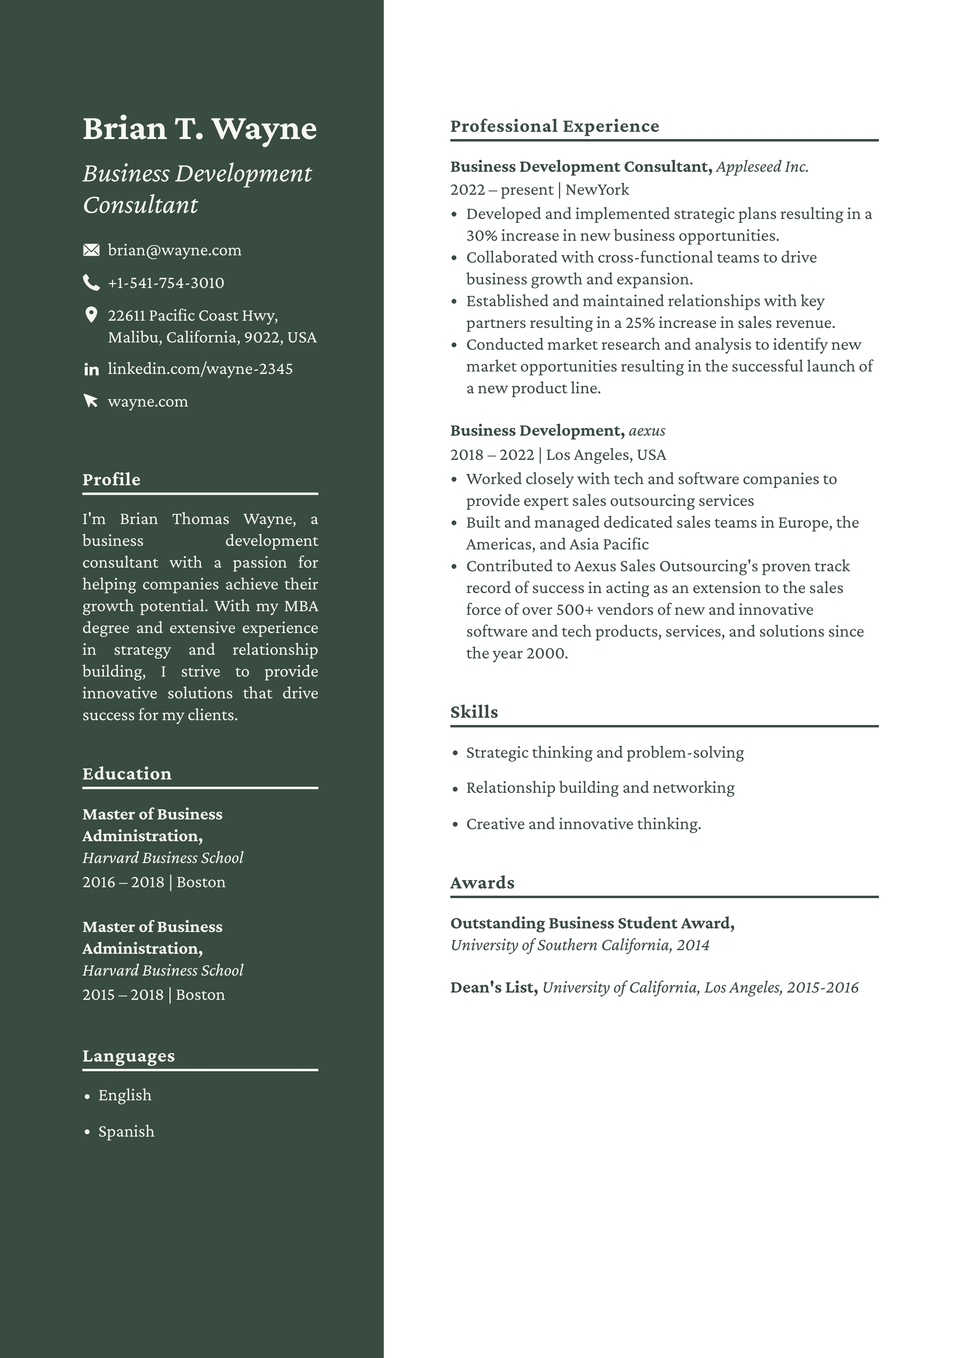 Brian T. Wayne
Business Development
Consultant
brian@wayne.com
+1-541-754-3010
22611 Pacific Coast Hwy,
Malibu, California, 9022, USA
linkedin.com/wayne-2345
wayne.com
Profile
I'm Brian Thomas Wayne, a
business development
consultant with a passion for
helping companies achieve their
growth potential. With my MBA
degree and extensive experience
in strategy and relationship
building, I strive to provide
innovative solutions that drive
success for my clients.
Education
Master of Business
Administration,
Harvard Business School
2016 – 2018 | Boston
Master of Business
Administration,
Harvard Business School
2015 – 2018 | Boston
Languages
• English
• Spanish
Professional Experience
Business Development Consultant, Appleseed Inc.
2022 – present | NewYork
• Developed and implemented strategic plans resulting in a
30% increase in new business opportunities.
• Collaborated with cross-functional teams to drive
business growth and expansion.
• Established and maintained relationships with key
partners resulting in a 25% increase in sales revenue.
• Conducted market research and analysis to identify new
market opportunities resulting in the successful launch of
a new product line.
Business Development, aexus
2018 – 2022 | Los Angeles, USA
• Worked closely with tech and software companies to
provide expert sales outsourcing services
• Built and managed dedicated sales teams in Europe, the
Americas, and Asia Pacific
• Contributed to Aexus Sales Outsourcing's proven track
record of success in acting as an extension to the sales
force of over 500+ vendors of new and innovative
software and tech products, services, and solutions since
the year 2000.
Skills
• Strategic thinking and problem-solving
• Relationship building and networking
• Creative and innovative thinking.
Awards
Outstanding Business Student Award,
University of Southern California, 2014
Dean's List, University of California, Los Angeles, 2015-2016